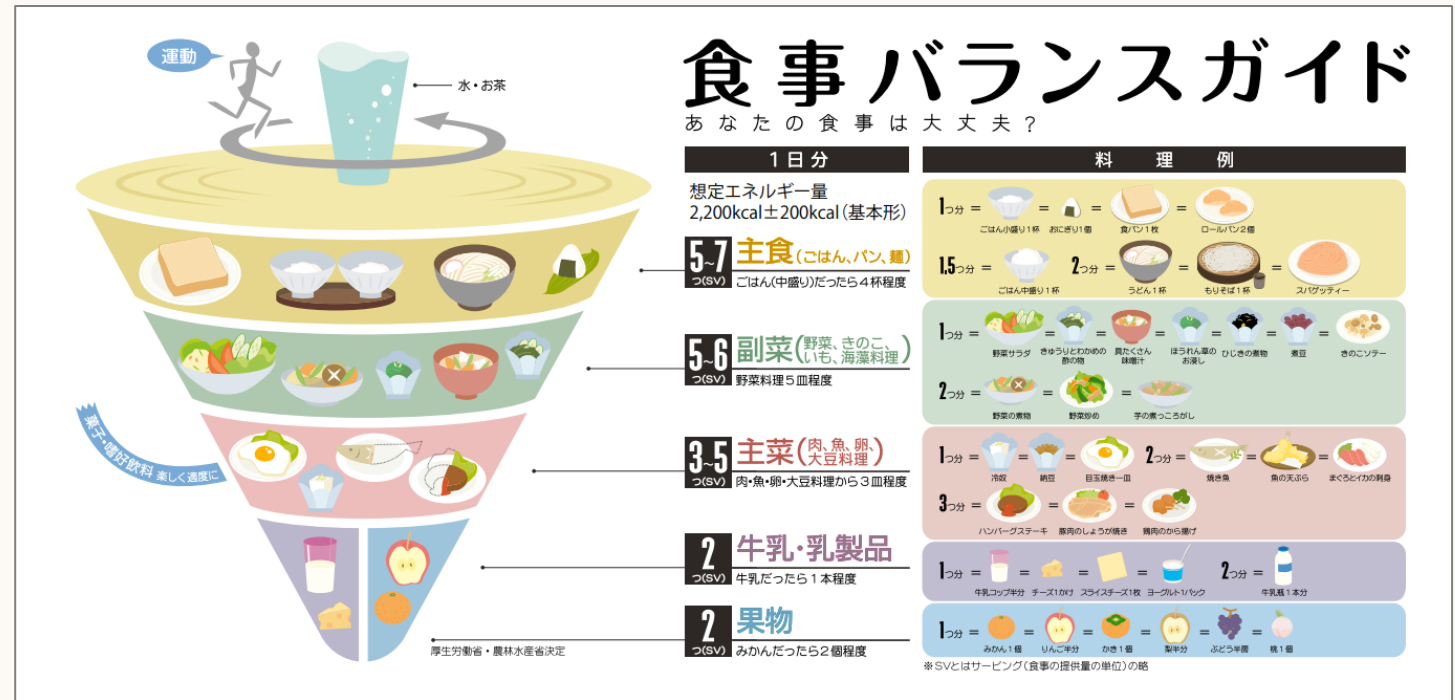 運動
水・お茶
食事バランスガイド
あなたの食事は大丈夫?
1日分
料理例
想定エネルギー量
2,200kcal±200kcal(基本形)
5~7
つ(SV)
主食(ごはん、パン、麺)
ごはん(中盛り)だったら4杯程度
1つ分 = = = =
ごはん小盛り1杯 おにぎり1個 食パン1枚 ロールパン2個
1.5つ分 = 2つ分 = = =
ごはん中盛り1杯 うどん1杯 もりそば1杯 スパゲッティー
5~6
つ(SV)
副菜(野菜、きのこ、
いも、海藻料理)
野菜料理5皿程度
1つ分 = = = = = = =
野菜サラダ きゅうりとわかめの
酢の物 具たくさん
味噌汁 ほうれん草の
お浸し ひじきの煮物 煮豆 きのこソテー
2つ分 = = =
野菜の煮物 野菜炒め 芋の煮っころがし
菓子・嗜好飲料 楽しく適度に
3~5
つ(SV)
主菜(肉、魚、卵、
大豆料理)
肉・魚・卵・大豆料理から3皿程度
1つ分 = = = 2つ分 = = =
冷奴 納豆 目玉焼き一皿 焼き魚 魚の天ぷら まぐろとイカの刺身
3つ分 = = =
ハンバーグステーキ 豚肉のしょうが焼き 鶏肉のから揚げ
2
つ(SV)
牛乳・乳製品
牛乳だったら1本程度
1つ分 = = = = 2つ分 =
牛乳コップ半分 チーズ1かけ スライスチーズ1枚 ヨーグルト1パック 牛乳瓶1本分
2
つ(SV)
果物
みかんだったら2個程度
1つ分 = = = = = =
みかん1個 りんご半分 かき1個 梨半分 ぶどう半房 桃1個
厚生労働省・農林水産省決定
※SVとはサービング(食事の提供量の単位)の略